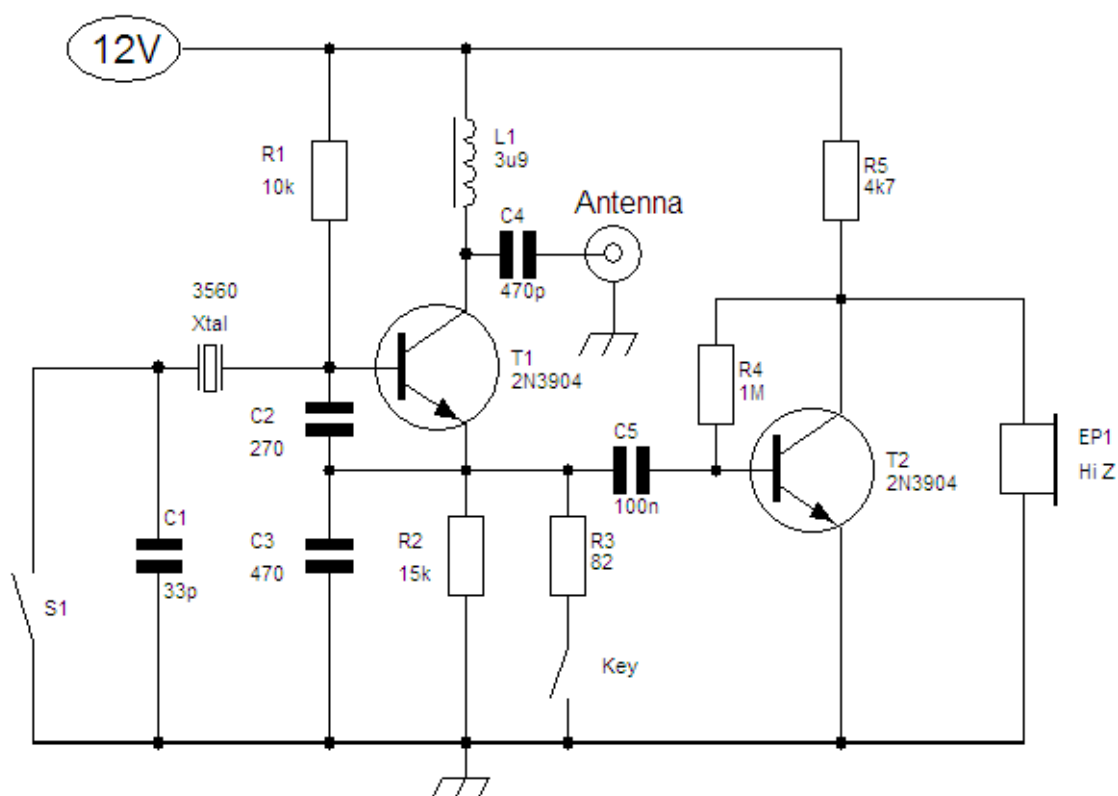 12V
R1
10k
L1
3u9
R5
4k7
C4
Antenna
470p
3560
Xtal
T1
2N3904
R4
1M
C2
270
C5
100n
T2
2N3904
EP1
Hi Z
C1
33p
C3
470
R2
15k
R3
82
S1
Key